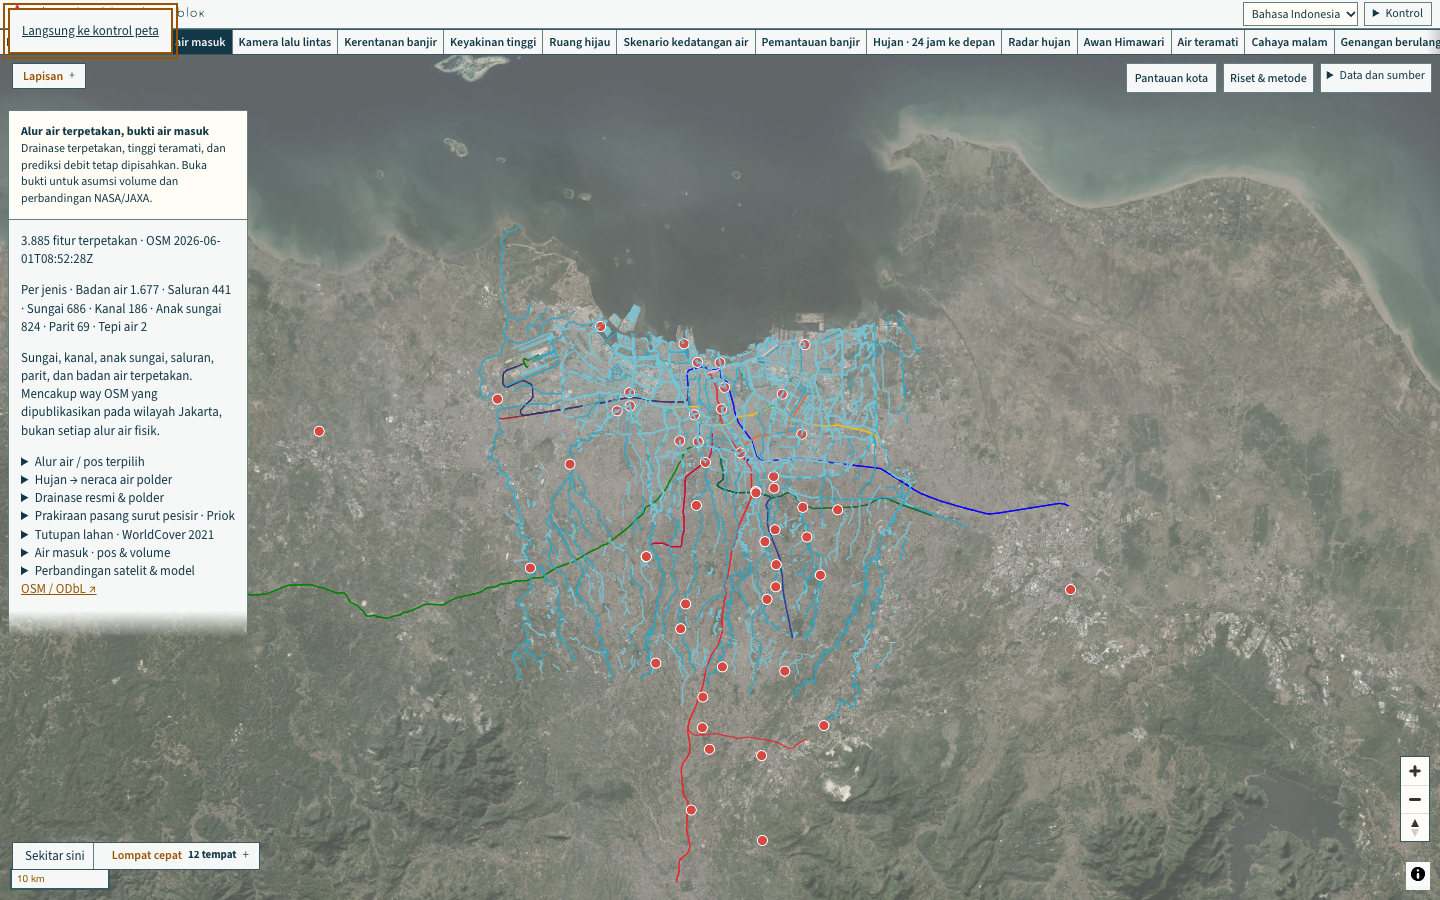 Langsung ke kontrol peta
olok
Bahasa Indonesia
Kontrol
air masuk
Kamera lalu lintas
Kerentanan banjir
Keyakinan tinggi
Ruang hijau
Skenario kedatangan air
Pemantauan banjir
Hujan · 24 jam ke depan
Radar hujan
Awan Himawari
Air teramati
Cahaya malam
Genangan berulang
Lapisan +
Pantauan kota
Riset & metode
Data dan sumber
Alur air terpetakan, bukti air masuk
Drainase terpetakan, tinggi teramati, dan
prediksi debit tetap dipisahkan. Buka
bukti untuk asumsi volume dan
perbandingan NASA/JAXA.
3.885 fitur terpetakan · OSM 2026-06-
01T08:52:28Z
Per jenis · Badan air 1.677 · Saluran 441
· Sungai 686 · Kanal 186 · Anak sungai
824 · Parit 69 · Tepi air 2
Sungai, kanal, anak sungai, saluran,
parit, dan badan air terpetakan.
Mencakup way OSM yang
dipublikasikan pada wilayah Jakarta,
bukan setiap alur air fisik.
Alur air / pos terpilih
Hujan → neraca air polder
Drainase resmi & polder
Prakiraan pasang surut pesisir · Priok
Tutupan lahan · WorldCover 2021
Air masuk · pos & volume
Perbandingan satelit & model
OSM / ODbL ↗
Sekitar sini
Lompat cepat 12 tempat +
10 km